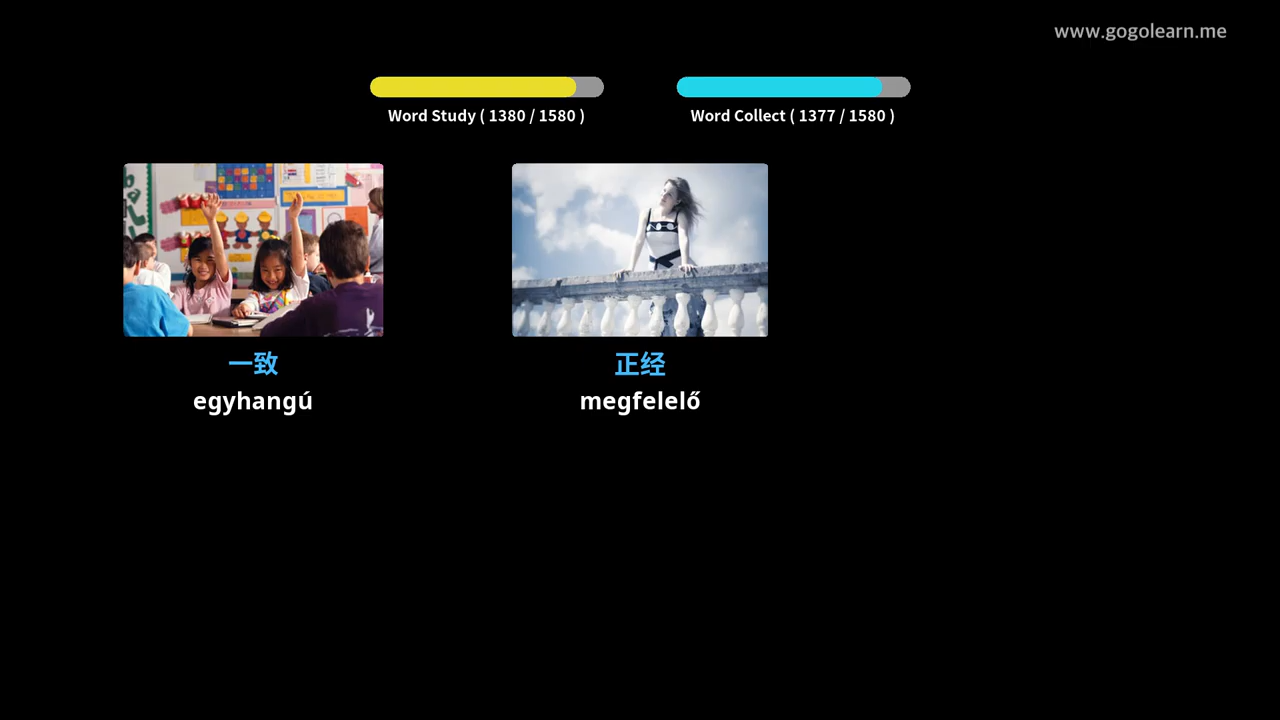 www.gogolearn.me
Word Study ( 1380 / 1580 )
Word Collect ( 1377 / 1580 )
一致
egyhangú
正经
megfelelő